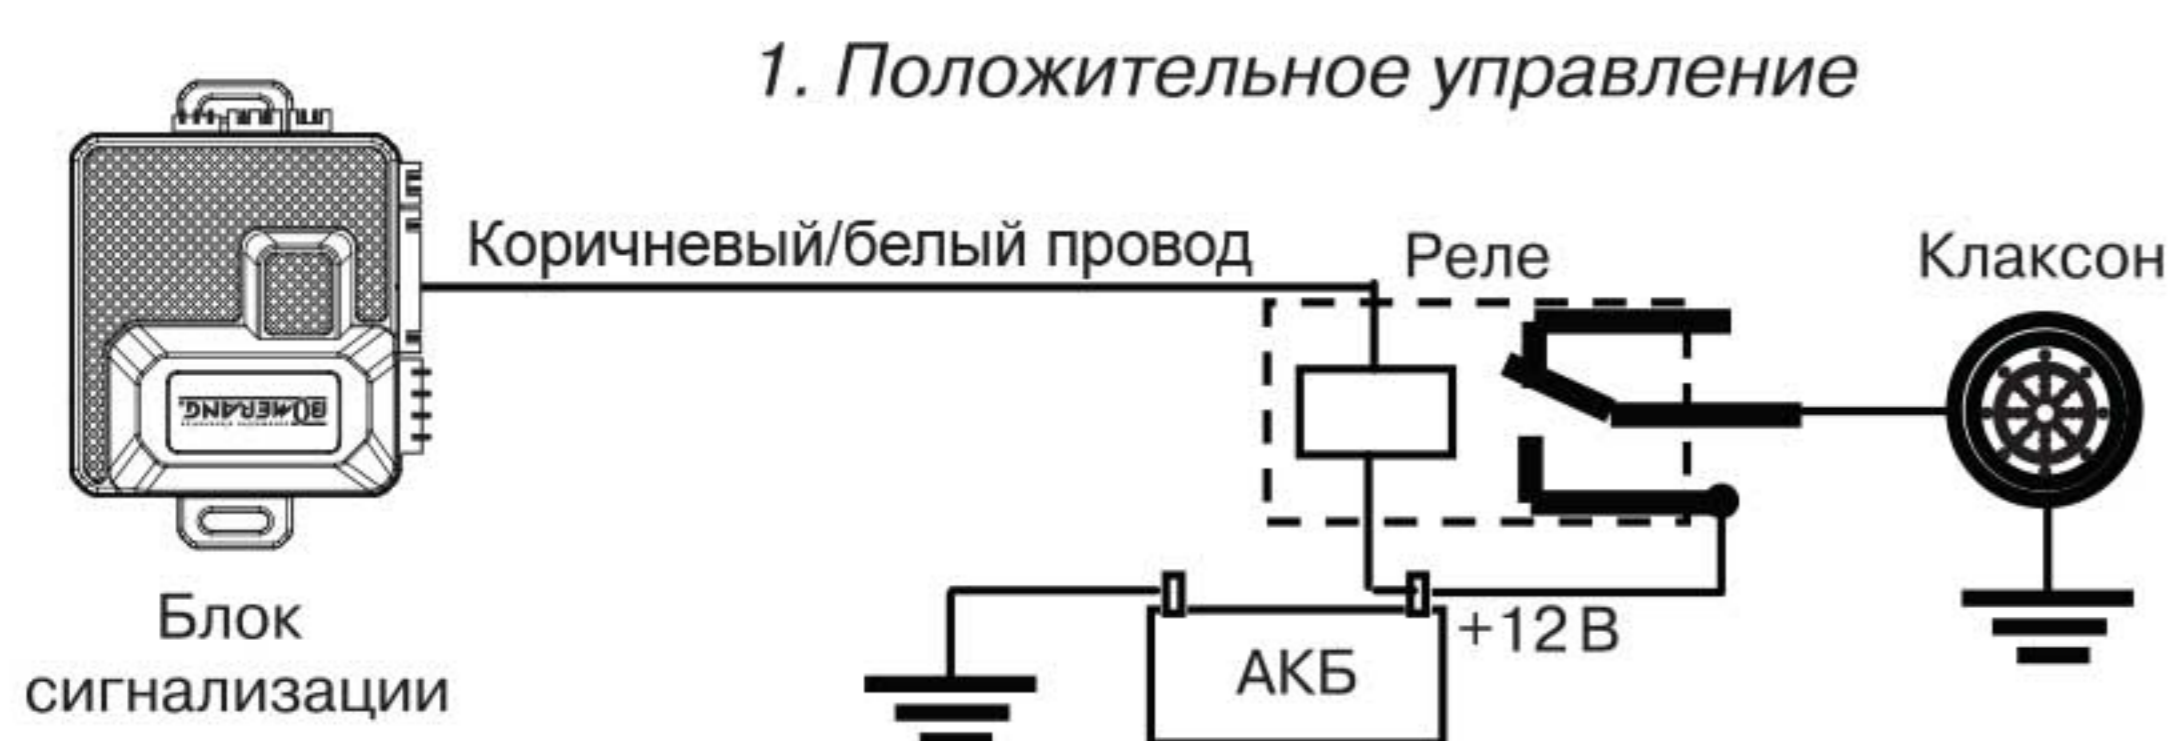 1. Положительное управление
Коричневый/белый провод
Реле
Клаксон
BOMERANG
+12 В
АКБ
Блок
сигнализации